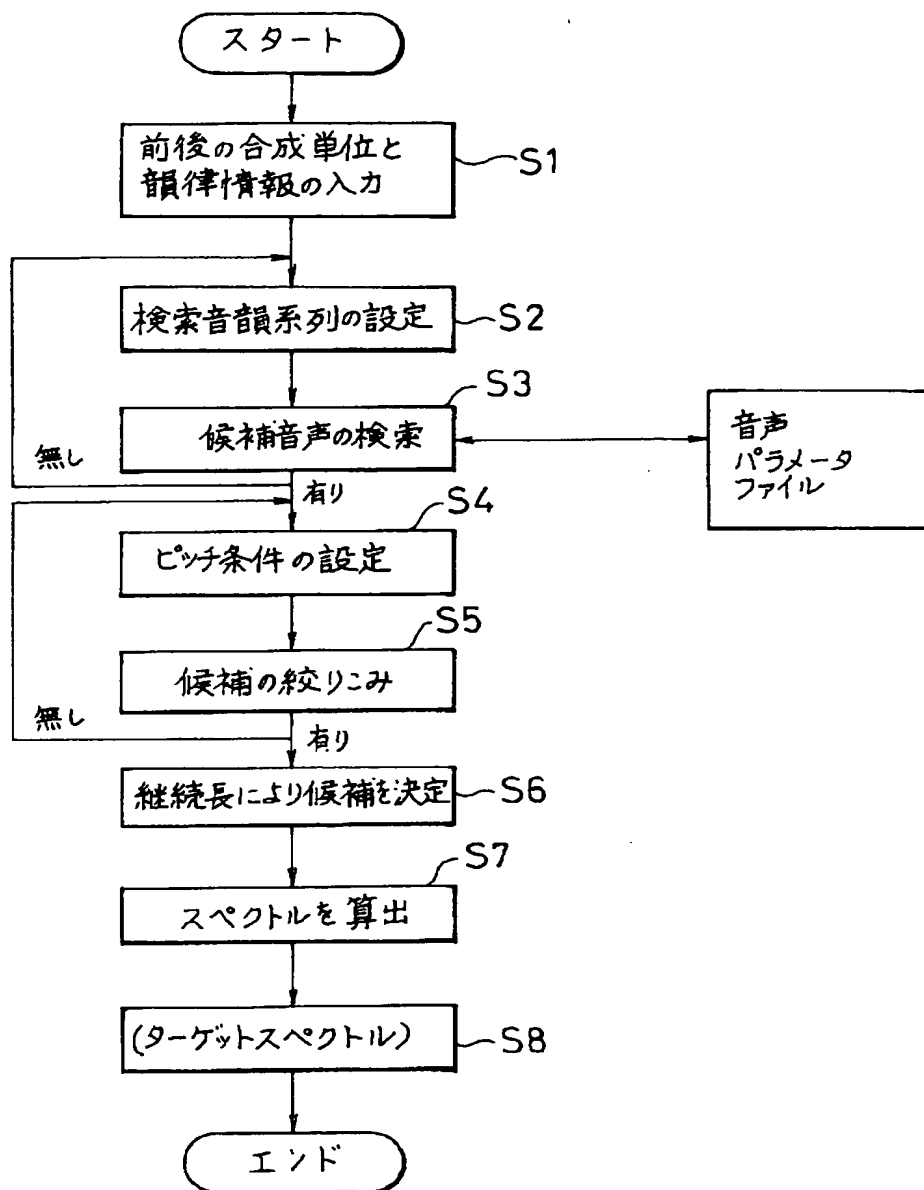 スタート
前後の合成単位と
韻律情報の入力
S1
検索音韻系列の設定
S2
S3
候補音声の検索
音声
パラメータ
ファイル
無し
有り
S4
ピッチ条件の設定
S5
候補の絞りこみ
無し
有り
継続長により候補を決定
S6
S7
スペクトルを算出
(ターゲットスペクトル)
S8
エンド